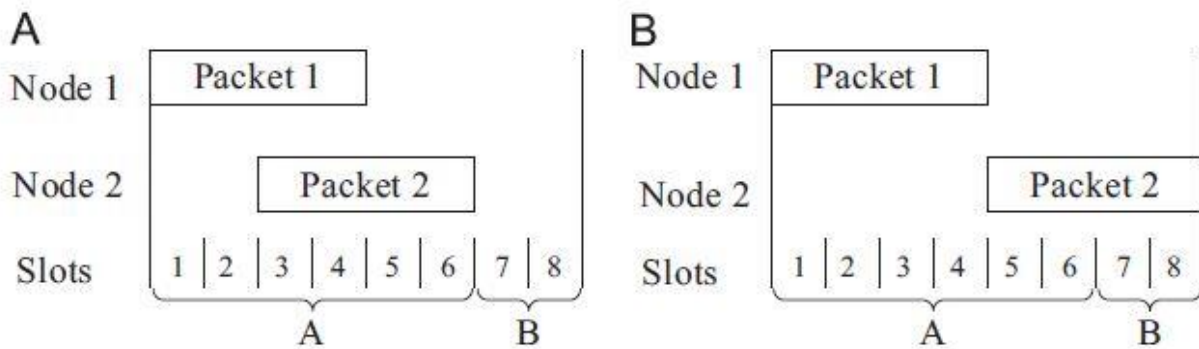 A
Node 1
Packet 1
Node 2
Packet 2
Slots
1 2 3 4 5 6 7 8
A
B
B
Node 1
Packet 1
Node 2
Packet 2
Slots
1 2 3 4 5 6 7 8
A
B